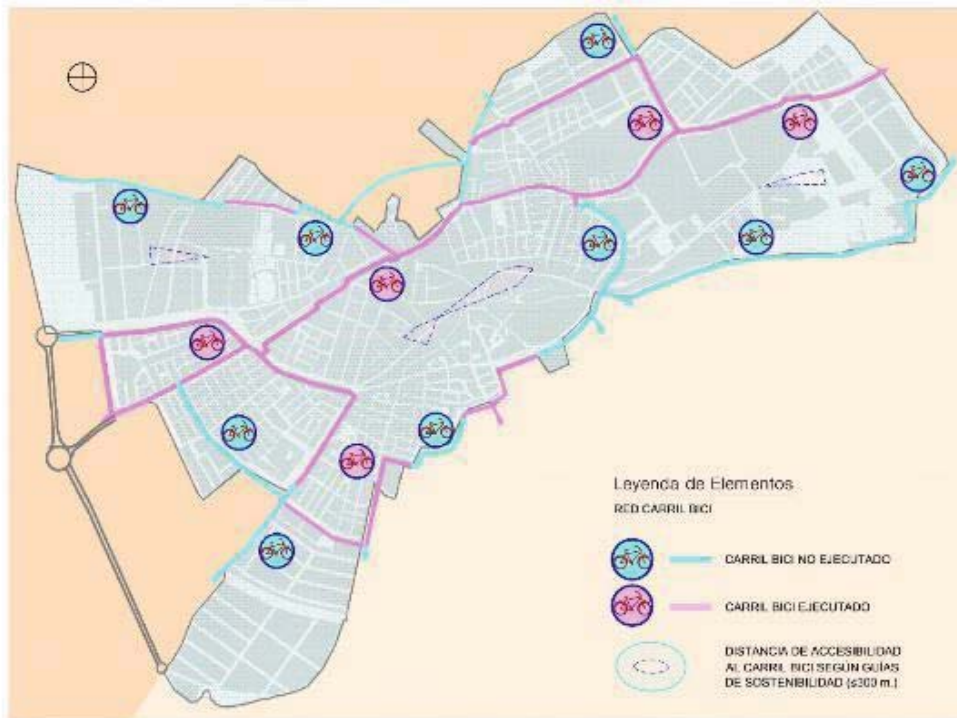 Leyenda de Elementos
RED CARRIL BICI
CARRIL BICI NO EJECUTADO
CARRIL BICI EJECUTADO
DISTANCIA DE ACCESIBILIDAD
AL CARRIL BICI SEGÚN GUÍAS
DE SOSTENIBILIDAD (≤300 m.)